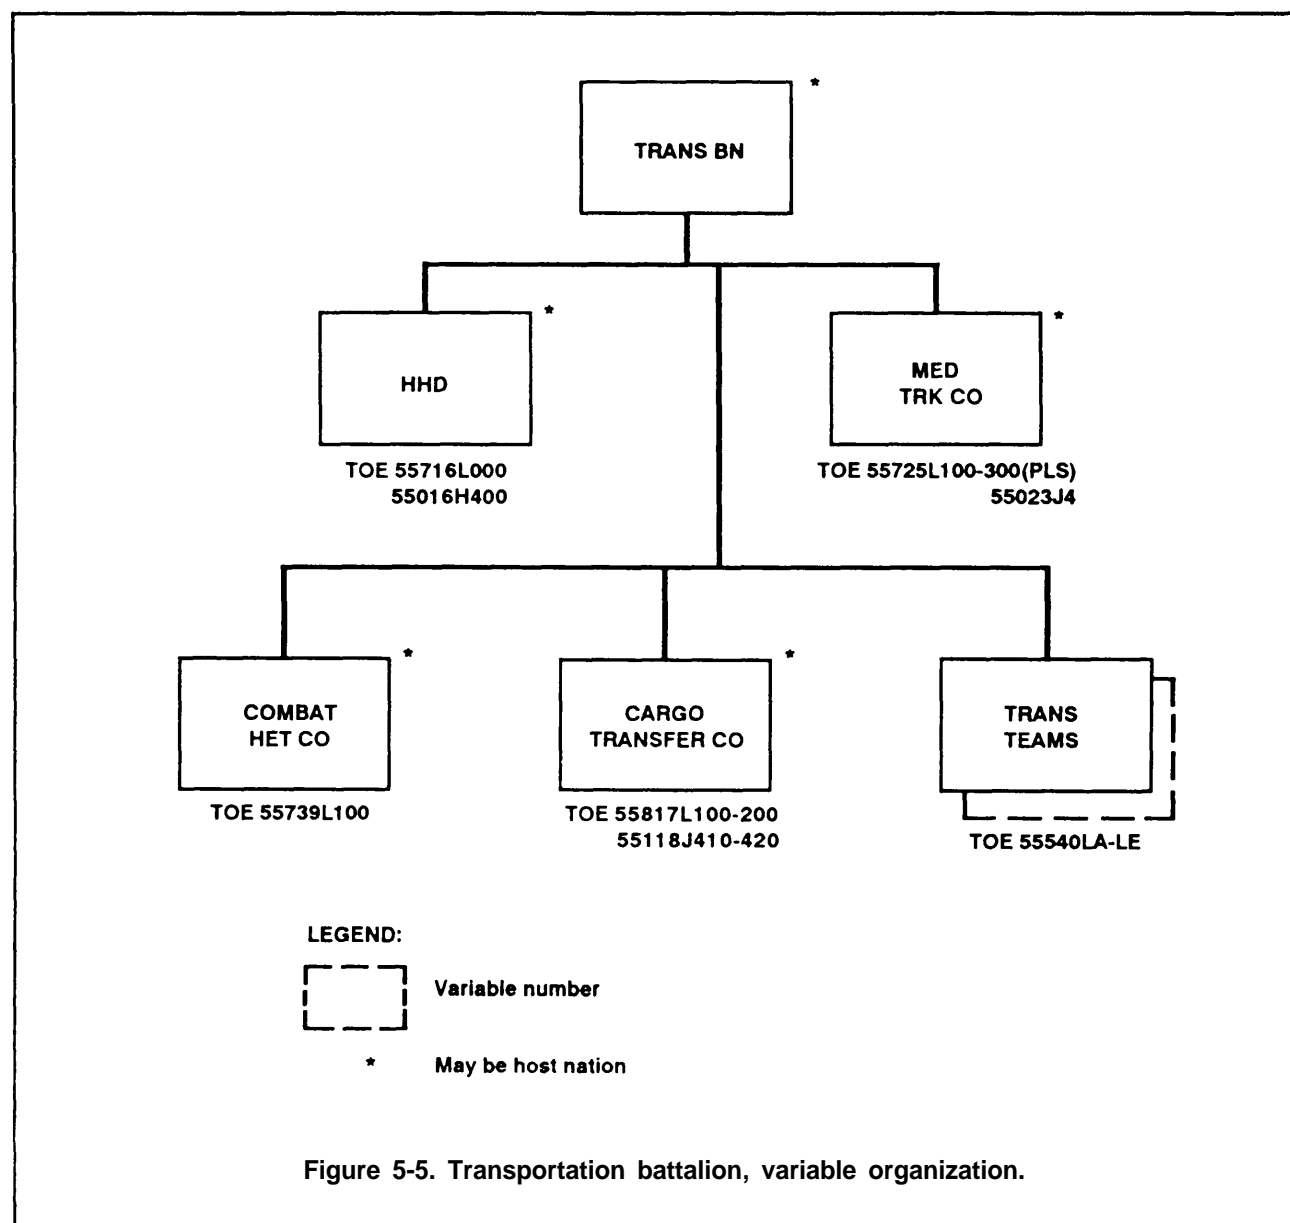 *
TRANS BN
*
HHD
TOE 55716L000
55016H400
*
MED
TRK CO
TOE 55725L100-300(PLS)
55023J4
*
COMBAT
HET CO
TOE 55739L100
*
CARGO
TRANSFER CO
TOE 55817L100-200
55118J410-420
TRANS
TEAMS
TOE 55540LA-LE
LEGEND:
Variable number
* May be host nation
Figure 5-5. Transportation battalion, variable organization.